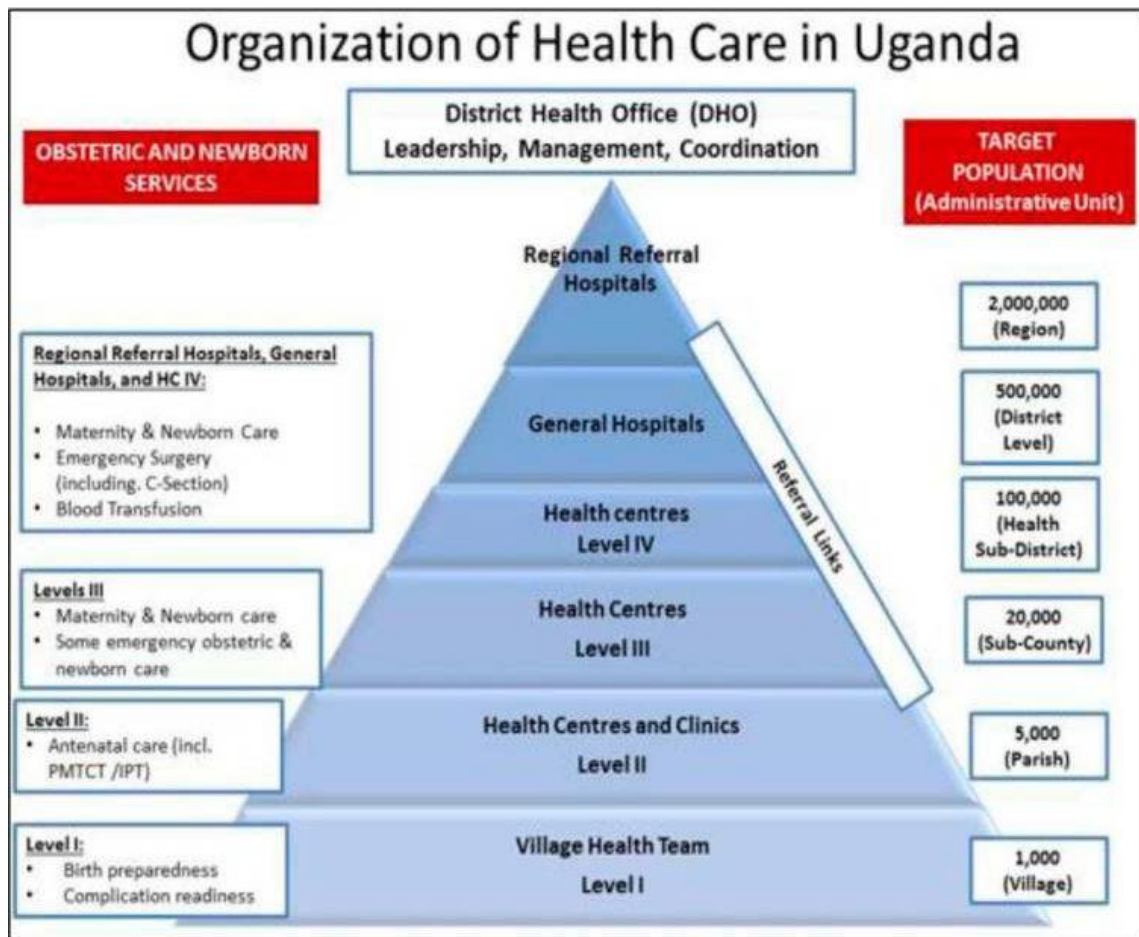 Organization of Health Care in Uganda
District Health Office (DHO)
Leadership, Management, Coordination
OBSTETRIC AND NEWBORN
SERVICES
TARGET
POPULATION
(Administrative Unit)
Regional Referral
Hospitals
2,000,000
(Region)
Regional Referral Hospitals, General
Hospitals, and HC IV:
• Maternity & Newborn Care
• Emergency Surgery
(including. C-Section)
• Blood Transfusion
General Hospitals
500,000
(District
Level)
Referral Links
Health centres
Level IV
100,000
(Health
Sub-District)
Levels III
• Maternity & Newborn care
• Some emergency obstetric &
newborn care
Health Centres
Level III
20,000
(Sub-County)
Level II:
• Antenatal care (incl.
PMTCT /IPT)
Health Centres and Clinics
Level II
5,000
(Parish)
Level I:
• Birth preparedness
• Complication readiness
Village Health Team
Level I
1,000
(Village)